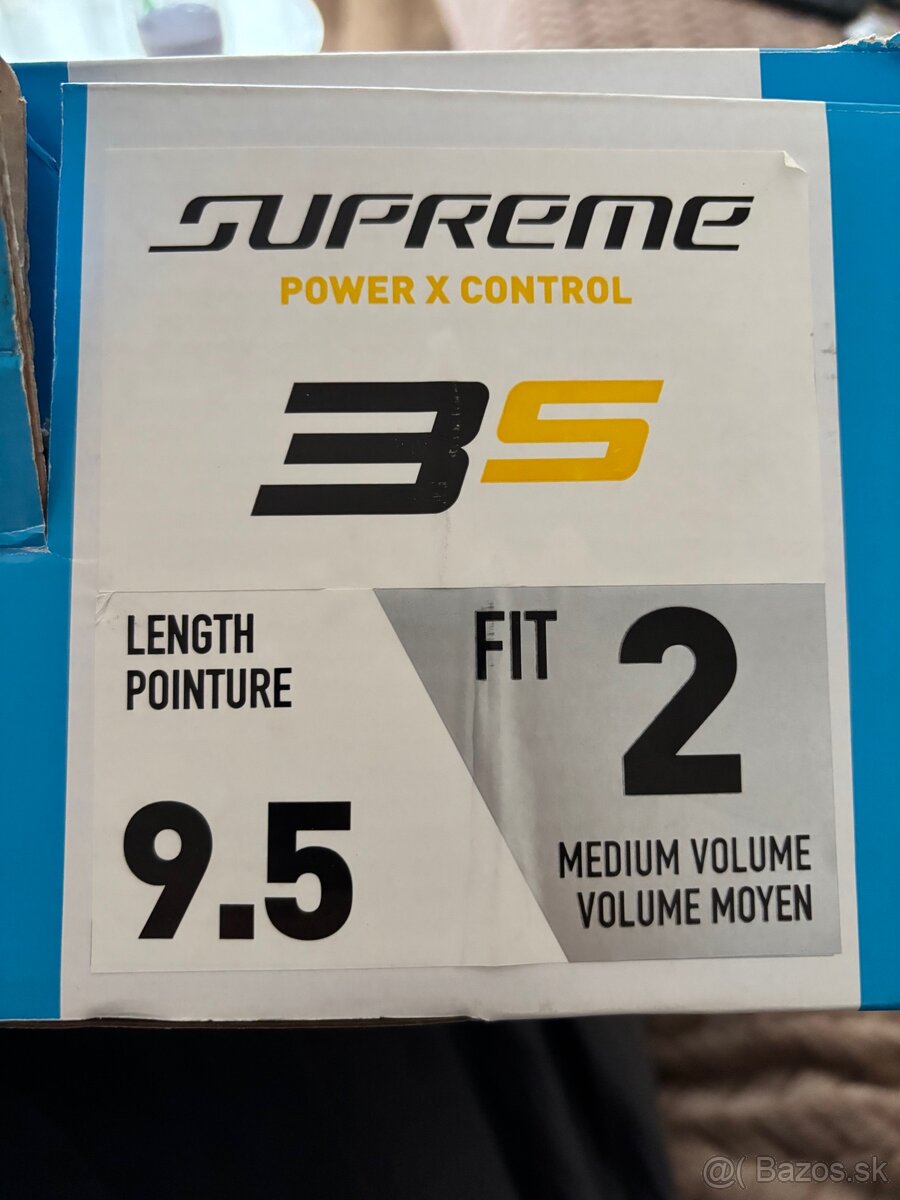 SUPREME
POWER X CONTROL
3S
LENGTH
POINTURE
9.5
FIT 2
MEDIUM VOLUME
VOLUME MOYEN
@( Bazos.sk